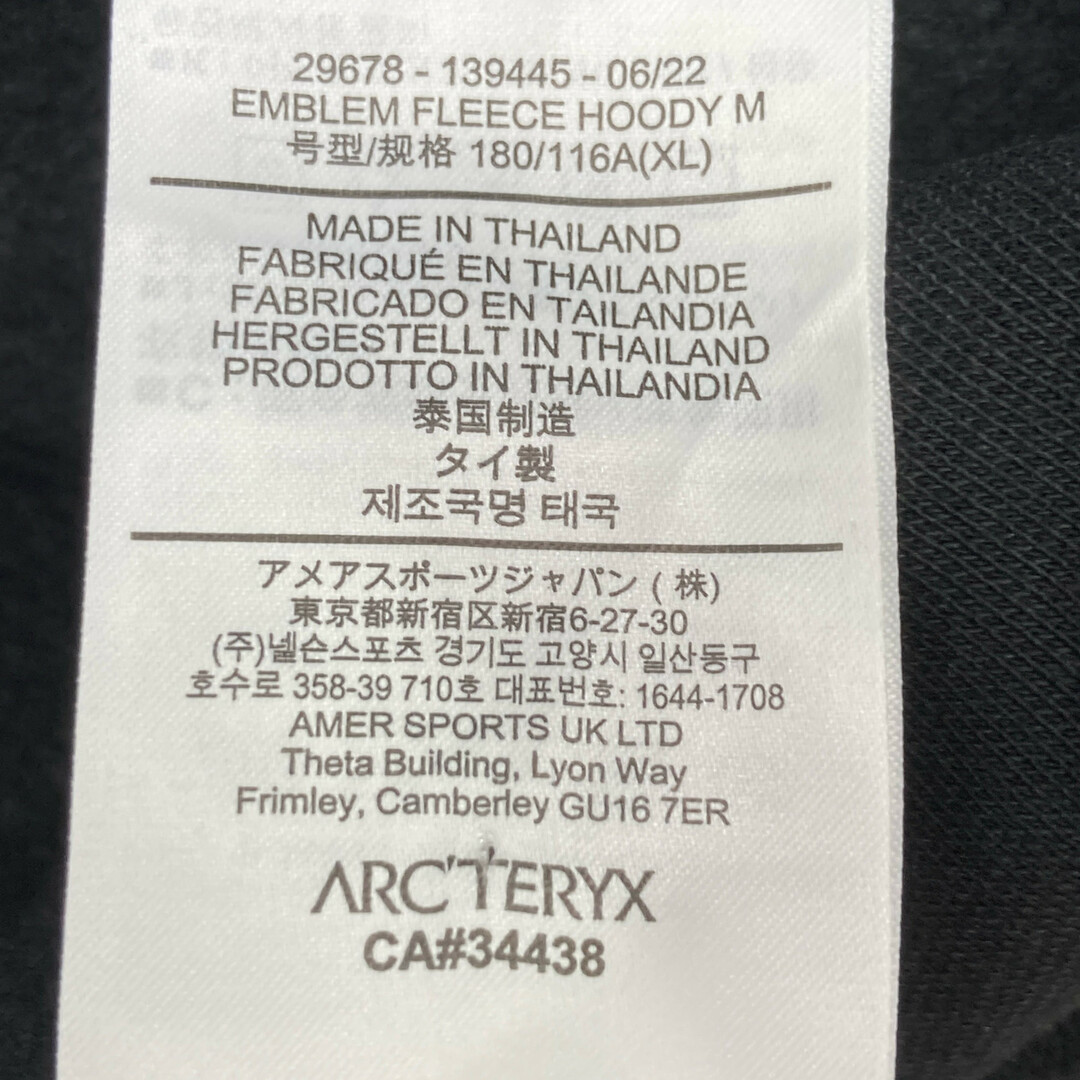 29678 - 139445 - 06/22
EMBLEM FLEECE HOODY M
号型/规格 180/116A(XL)
MADE IN THAILAND
FABRIQUÉ EN THAILANDE
FABRICADO EN TAILANDIA
HERGESTELLT IN THAILAND
PRODOTTO IN THAILANDIA
泰国制造
タイ製
제조국명 태국
アメアスポーツジャパン ( 株)
東京都新宿区新宿6-27-30
(주)넬슨스포츠 경기도 고양시 일산동구
호수로 358-39 710호 대표번호: 1644-1708
AMER SPORTS UK LTD
Theta Building, Lyon Way
Frimley, Camberley GU16 7ER
ARC'TERYX
CA#34438